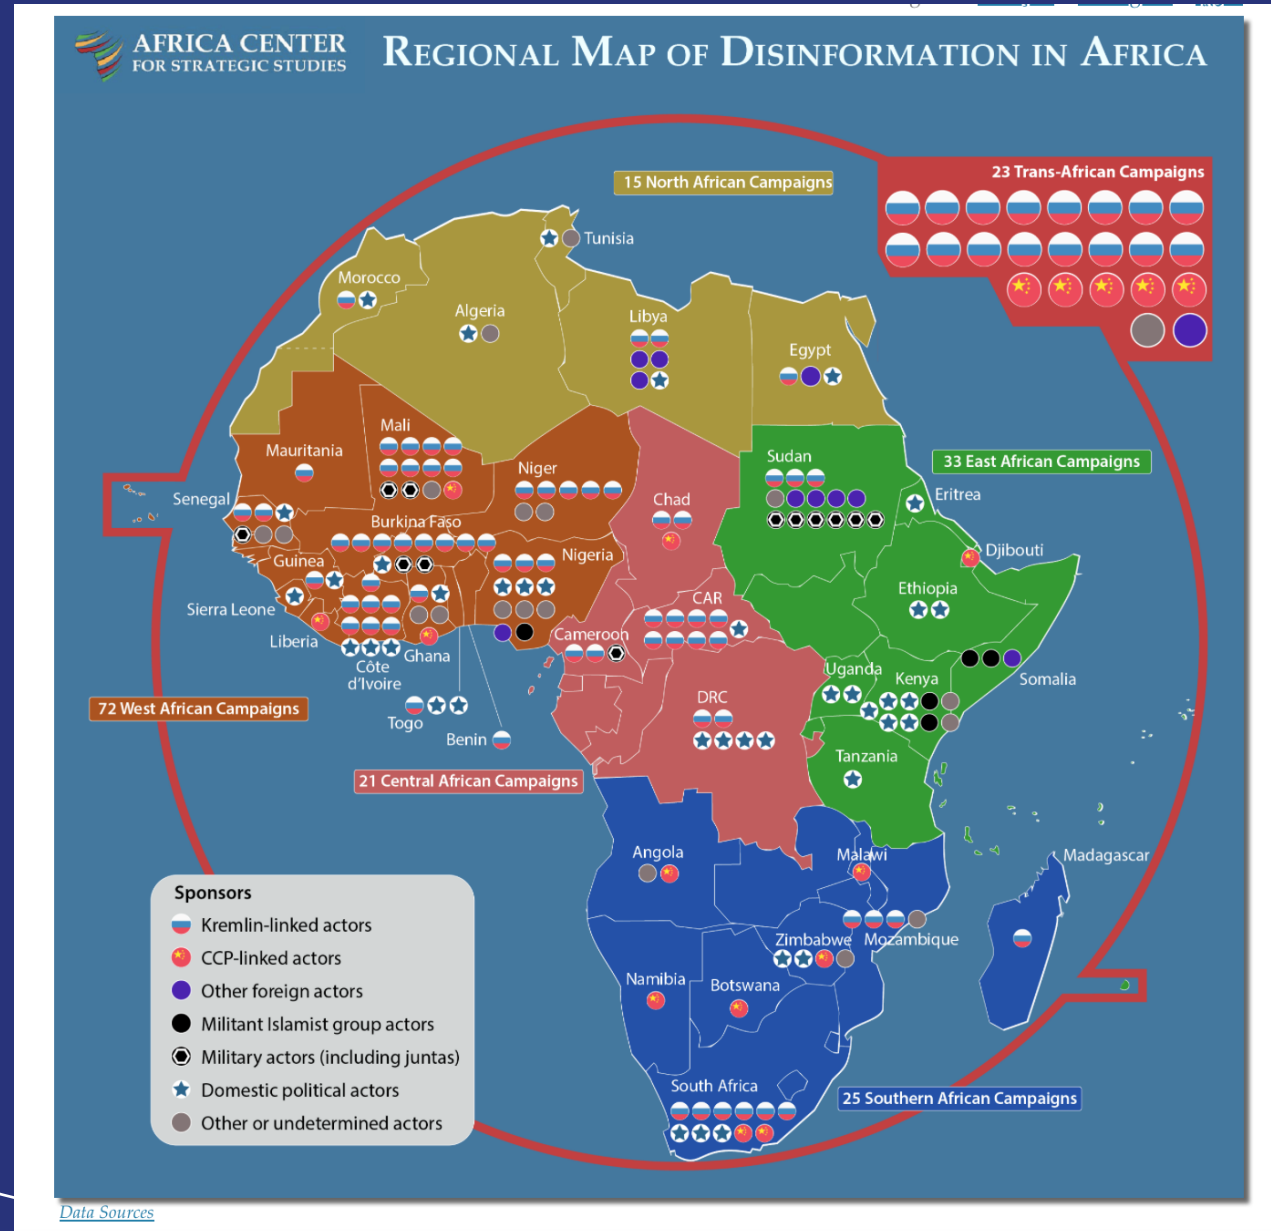 AFRICA CENTER
FOR STRATEGIC STUDIES
REGIONAL MAP OF DISINFORMATION IN AFRICA
15 North African Campaigns
23 Trans-African Campaigns
Tunisia
Morocco
Algeria
Libya
Egypt
Mali
Mauritania
Niger
Sudan
33 East African Campaigns
Senegal
Chad
Eritrea
Burkina Faso
Nigeria
Djibouti
Guinea
Ethiopia
CAR
Sierra Leone
Liberia
Cameroon
Ghana
Côte
d'Ivoire
Uganda
Kenya
Somalia
DRC
72 West African Campaigns
Togo
Benin
Tanzania
21 Central African Campaigns
Angola
Malawi
Madagascar
Zimbabwe
Mozambique
Namibia
Botswana
South Africa
25 Southern African Campaigns
Sponsors
Kremlin-linked actors
CCP-linked actors
Other foreign actors
Militant Islamist group actors
Military actors (including juntas)
Domestic political actors
Other or undetermined actors
Data Sources